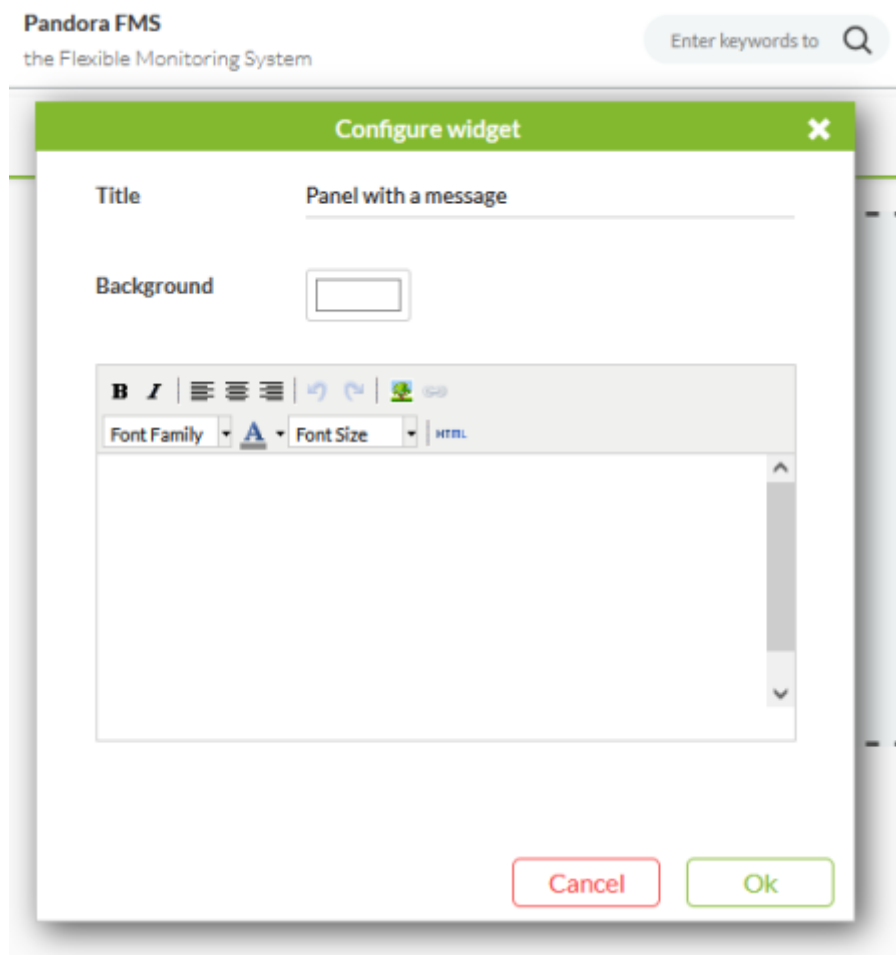 Pandora FMS
the Flexible Monitoring System
Enter keywords to
Configure widget
Title
Panel with a message
Background
B I
Font Family A Font Size HTML
Cancel
Ok